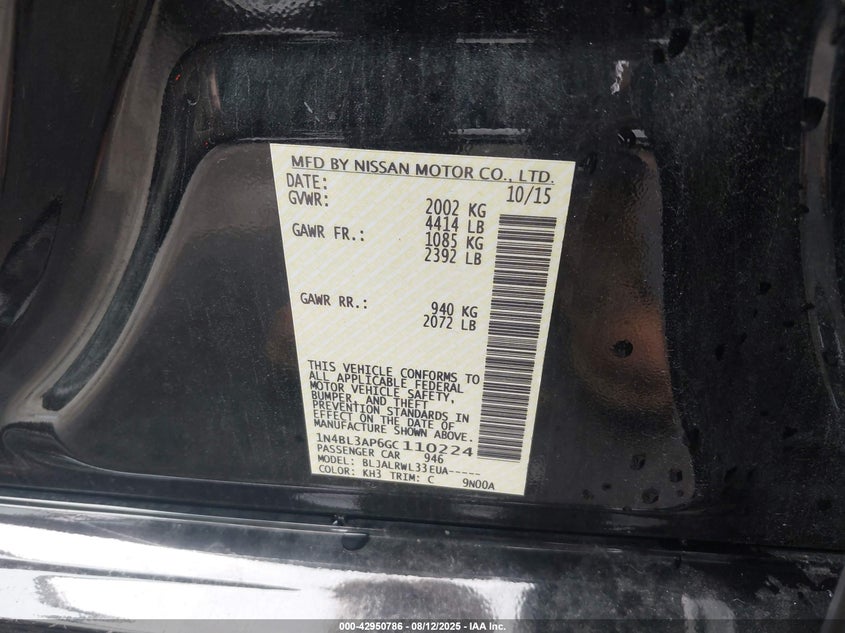 MFD BY NISSAN MOTOR CO., LTD.
DATE: 10/15
GVWR: 2002 KG
4414 LB
GAWR FR.: 1085 KG
2392 LB
GAWR RR.: 940 KG
2072 LB
THIS VEHICLE CONFORMS TO
ALL APPLICABLE FEDERAL
MOTOR VEHICLE SAFETY,
BUMPER, AND THEFT
PREVENTION STANDARDS IN
EFFECT ON THE DATE OF
MANUFACTURE SHOWN ABOVE.
1N4BL3AP6GC110224
PASSENGER CAR 946
MODEL: BLJALRWL33EUA-----
COLOR: KH3 TRIM: C 9N00A
000-42950786 - 08/12/2025 - IAA Inc.